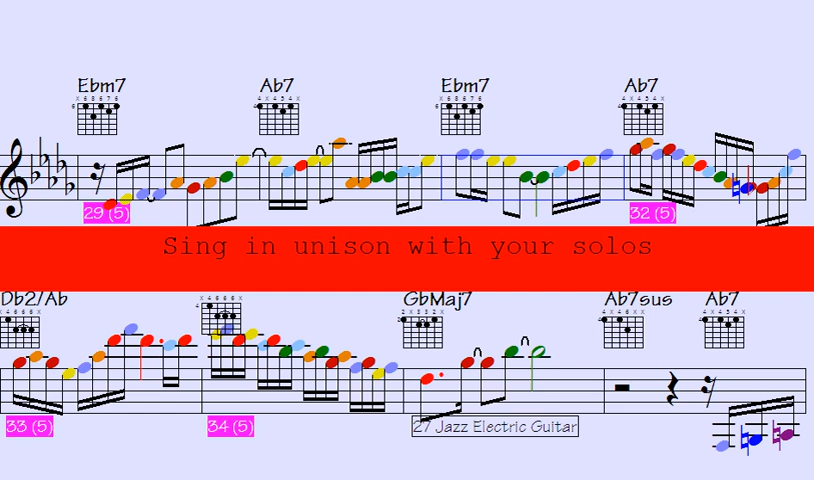 Ebm7 Ab7 Ebm7 Ab7
29 (5) 32 (5)
Sing in unison with your solos
Db2/Ab GbMaj7 Ab7sus Ab7
33 (5) 34 (5) 27 Jazz Electric Guitar